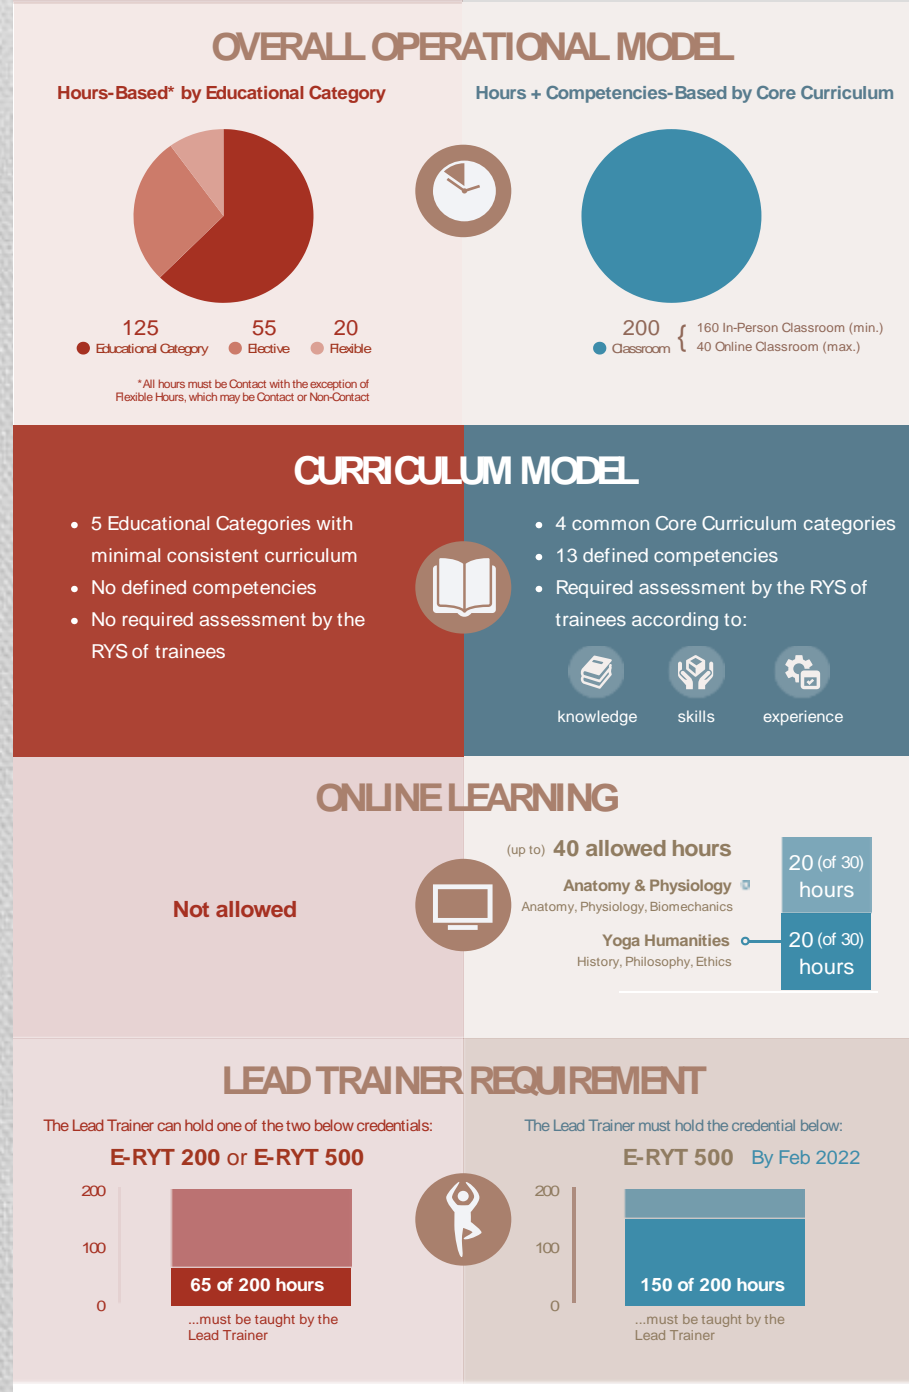 OVERALL OPERATIONAL MODEL
Hours-Based* by Educational Category
125
Educational Category
55
Elective
20
Flexible
*All hours must be Contact with the exception of
Flexible Hours, which may be Contact or Non-Contact
Hours + Competencies-Based by Core Curriculum
200
Classroom
{
160 In-Person Classroom (min.)
40 Online Classroom (max.)
CURRICULUM MODEL
• 5 Educational Categories with
minimal consistent curriculum
• No defined competencies
• No required assessment by the
RYS of trainees
• 4 common Core Curriculum categories
• 13 defined competencies
• Required assessment by the RYS of
trainees according to:
knowledge
skills
experience
ONLINE LEARNING
Not allowed
(up to) 40 allowed hours
Anatomy & Physiology
Anatomy, Physiology, Biomechanics
20 (of 30)
hours
Yoga Humanities
History, Philosophy, Ethics
20 (of 30)
hours
LEAD TRAINER REQUIREMENT
The Lead Trainer can hold one of the two below credentials:
E-RYT 200 or E-RYT 500
200
100
0
65 of 200 hours
...must be taught by the
Lead Trainer
The Lead Trainer must hold the credential below:
E-RYT 500 By Feb 2022
200
100
0
150 of 200 hours
...must be taught by the
Lead Trainer